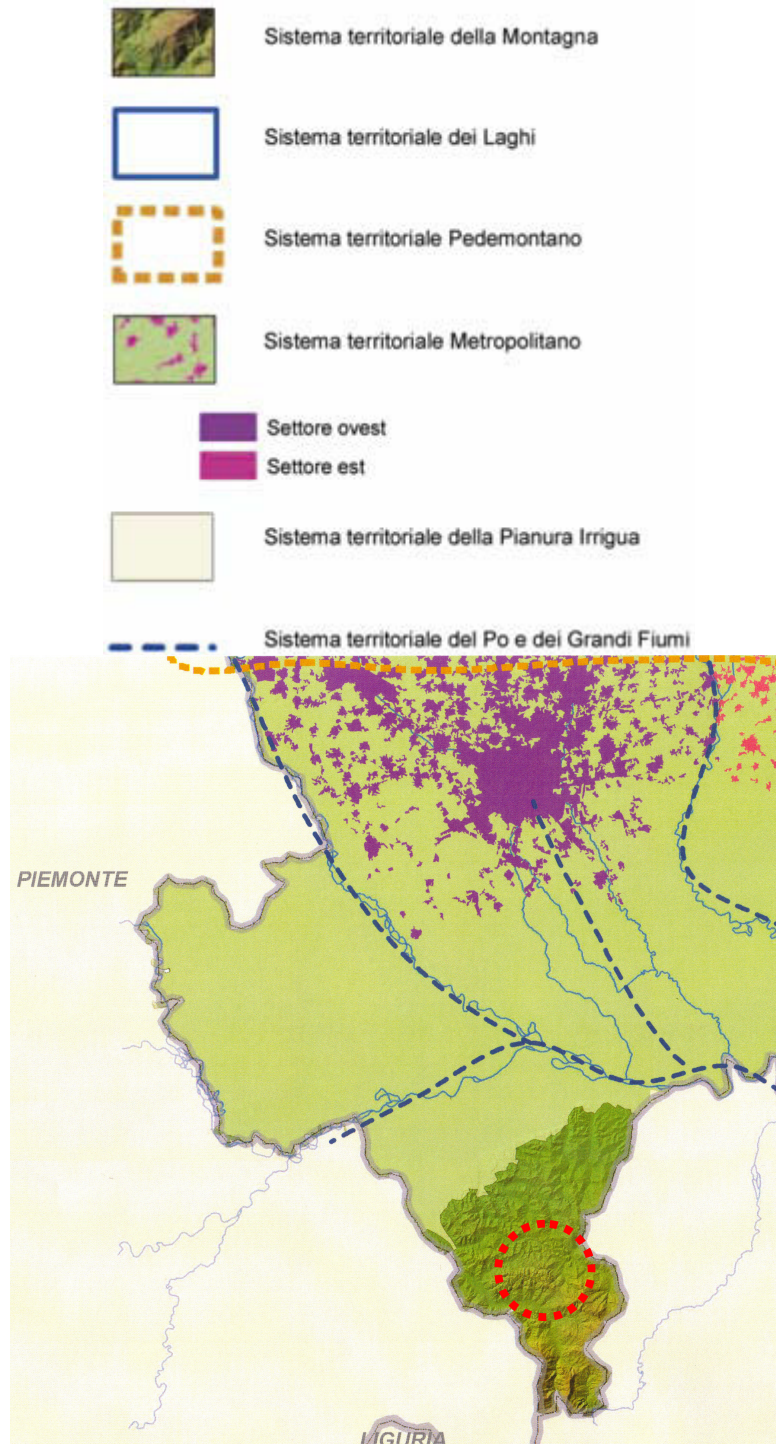 Sistema territoriale della Montagna
Sistema territoriale dei Laghi
Sistema territoriale Pedemontano
Sistema territoriale Metropolitano
Settore ovest
Settore est
Sistema territoriale della Pianura Irrigua
Sistema territoriale del Po e dei Grandi Fiumi
PIEMONTE
LIGURIA